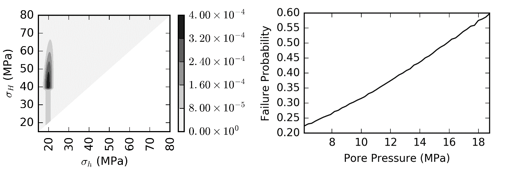 80
70
60
50
40
30
20
σ_H (MPa)
20 30 40 50 60 70 80
σ_h (MPa)
4.00 × 10⁻⁴
3.20 × 10⁻⁴
2.40 × 10⁻⁴
1.60 × 10⁻⁴
8.00 × 10⁻⁵
0.00 × 10⁰
0.60
0.55
0.50
0.45
0.40
0.35
0.30
0.25
0.20
Failure Probability
8 10 12 14 16 18
Pore Pressure (MPa)